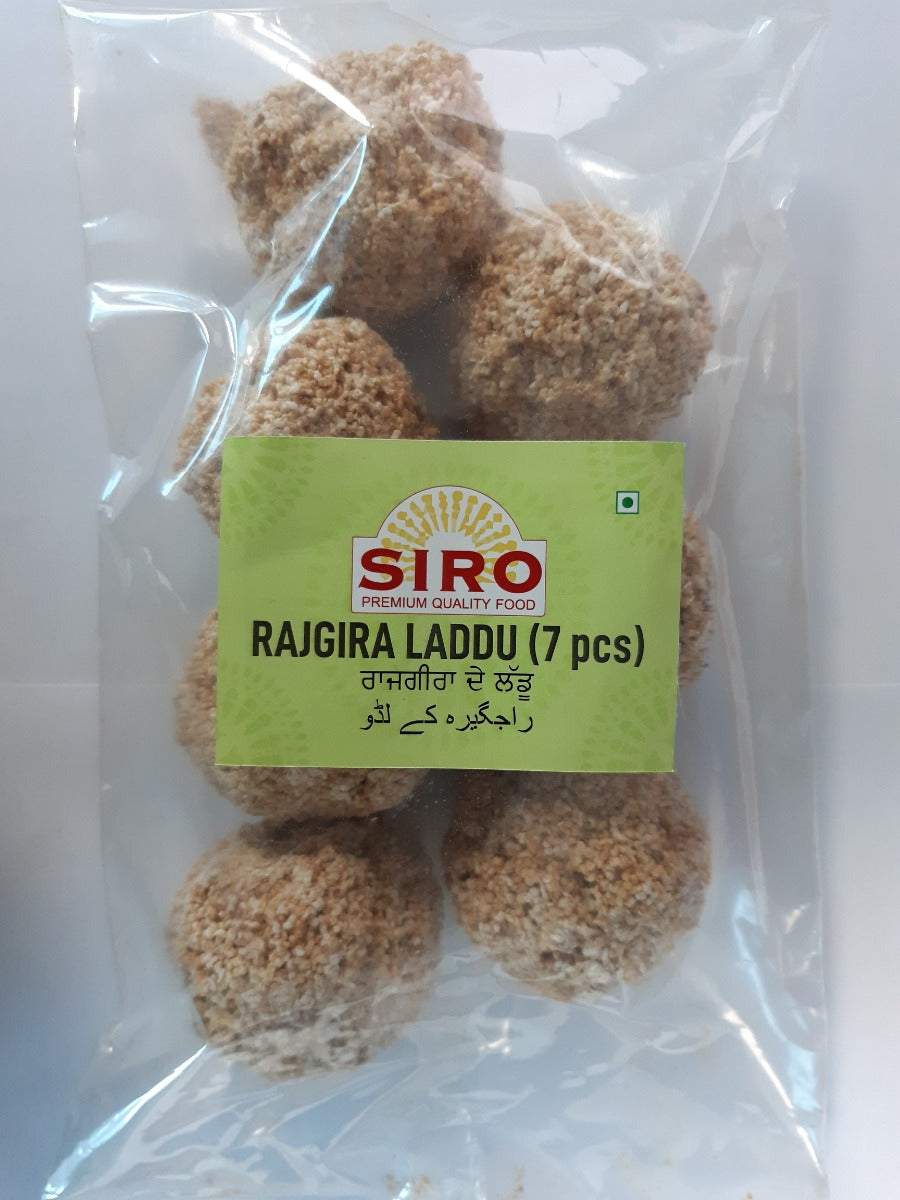 SIRO
PREMIUM QUALITY FOOD
RAJGIRA LADDU (7 pcs)
ਰਾਜਗੀਰਾ ਦੇ ਲੱਡੂ
راجگیرہ کے لڈو